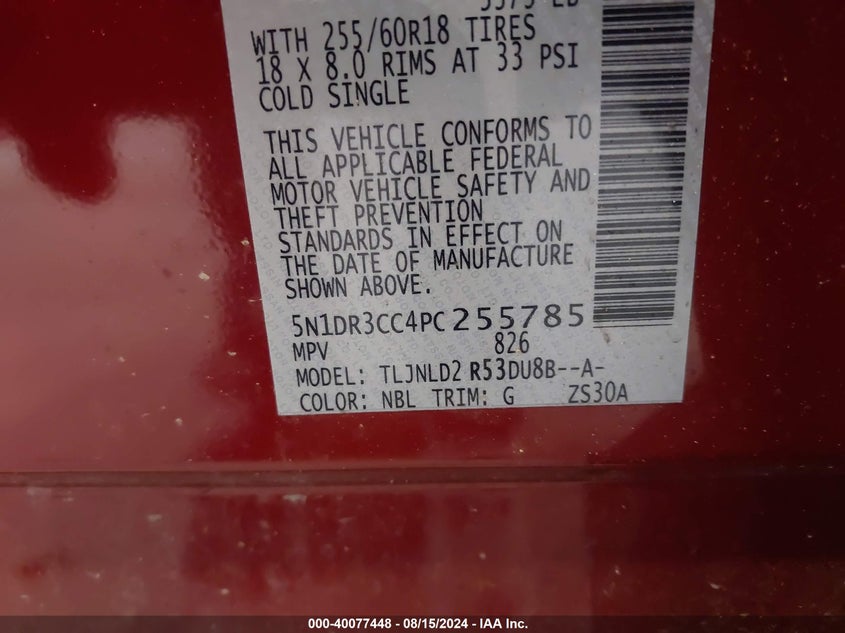 WITH 255/60R18 TIRES
18 X 8.0 RIMS AT 33 PSI
COLD SINGLE
THIS VEHICLE CONFORMS TO
ALL APPLICABLE FEDERAL
MOTOR VEHICLE SAFETY AND
THEFT PREVENTION
STANDARDS IN EFFECT ON
THE DATE OF MANUFACTURE
SHOWN ABOVE.
5N1DR3CC4PC255785
MPV 826
MODEL: TLJNLD2 R53DU8B--A-
COLOR: NBL TRIM: G ZS30A
000-40077448 - 08/15/2024 - IAA Inc.